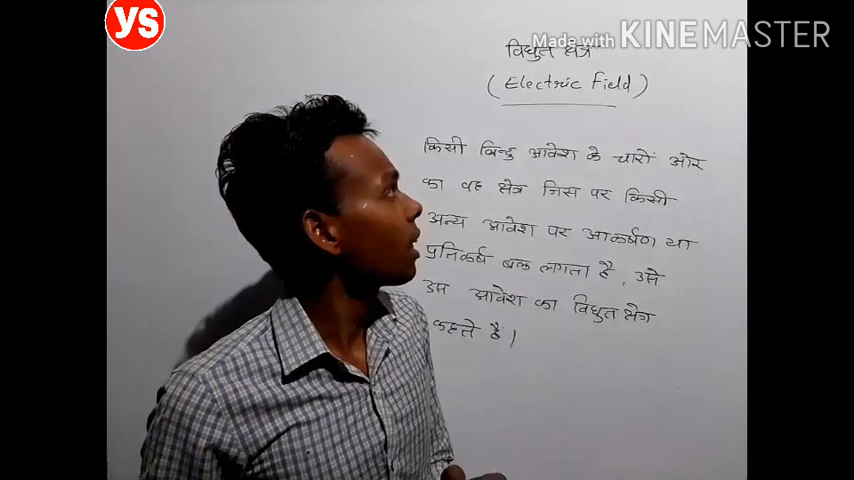 YS
Made with KINEMASTER
विधुत क्षेत्र
( Electric field )
किसी बिन्दु आवेश के चारों ओर
का वह क्षेत्र जिस पर किसी
अन्य आवेश पर आकर्षण या
प्रतिकर्ष बल लगता है , उसे
उस आवेश का विधुत क्षेत्र
कहते हैं |